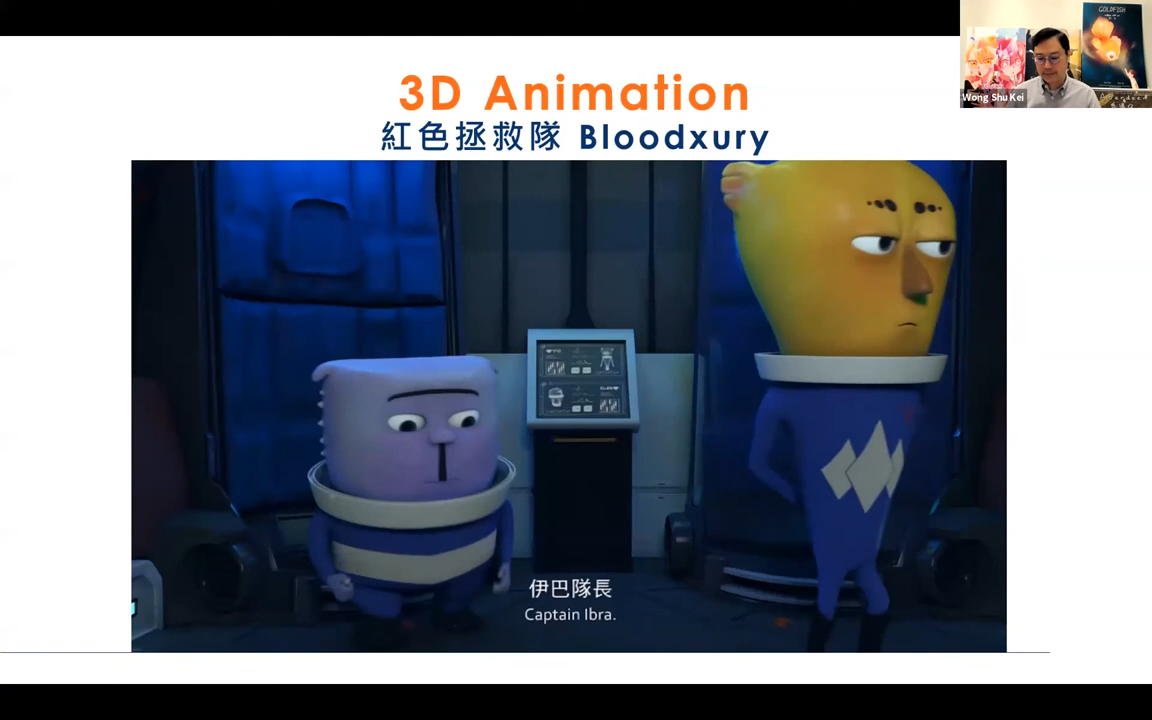 3D Animation
紅色拯救隊 Bloodxury
伊巴隊長
Captain Ibra.
GOLDFISH
Wong Shu Kei